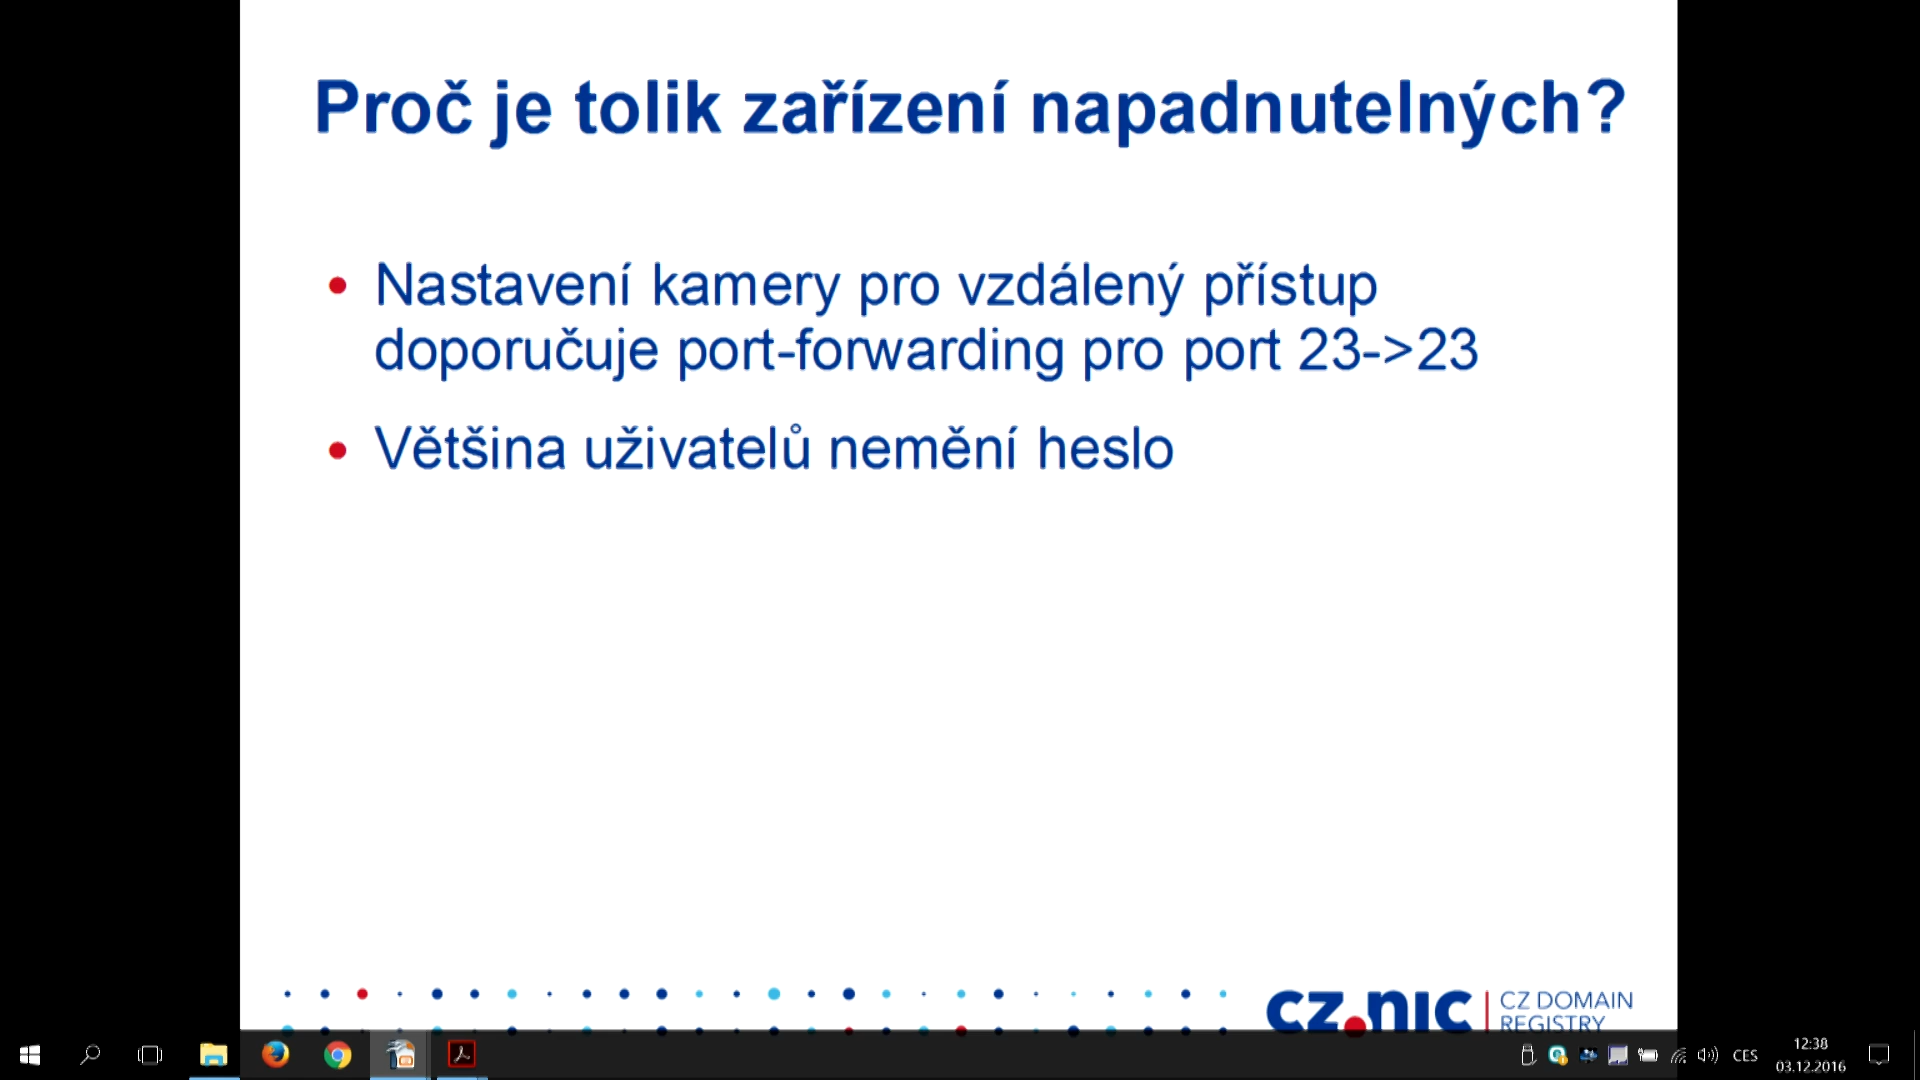 Proč je tolik zařízení napadnutelných?
Nastavení kamery pro vzdálený přístup
doporučuje port-forwarding pro port 23->23
Většina uživatelů nemění heslo
CZ.NIC
CZ DOMAIN
REGISTRY
CES
12:38
03.12.2016